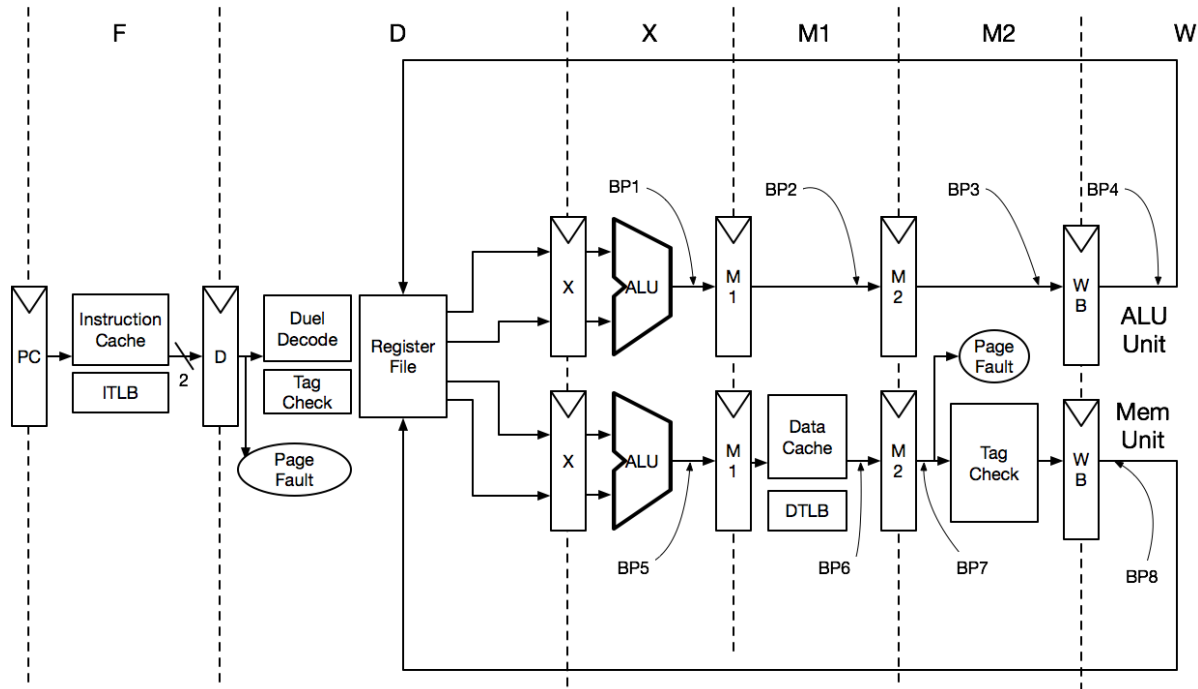 F
D
X
M1
M2
W
BP1
BP2
BP3
BP4
PC
Instruction
Cache
ITLB
2
D
Duel
Decode
Tag
Check
Page
Fault
Register
File
X
ALU
M
1
M
2
W
B
ALU
Unit
Page
Fault
X
ALU
M
1
Data
Cache
DTLB
M
2
Tag
Check
W
B
Mem
Unit
BP5
BP6
BP7
BP8